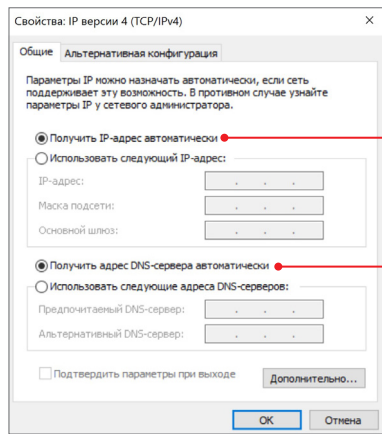 Свойства: IP версии 4 (TCP/IPv4)
Общие
Альтернативная конфигурация
Параметры IP можно назначать автоматически, если сеть
поддерживает эту возможность. В противном случае узнайте
параметры IP у сетевого администратора.
Получить IP-адрес автоматически
Использовать следующий IP-адрес:
IP-адрес:
Маска подсети:
Основной шлюз:
Получить адрес DNS-сервера автоматически
Использовать следующие адреса DNS-серверов:
Предпочитаемый DNS-сервер:
Альтернативный DNS-сервер:
Подтвердить параметры при выходе
Дополнительно...
ОК
Отмена